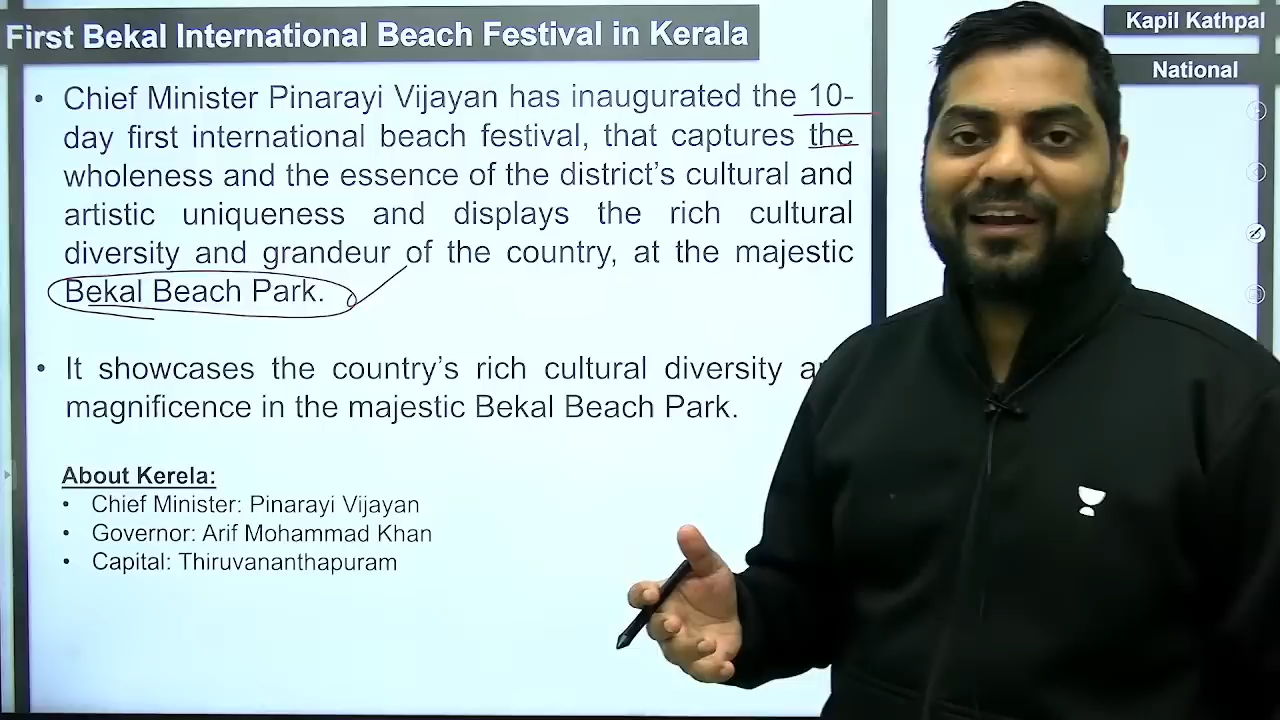 First Bekal International Beach Festival in Kerala
Kapil Kathpal
National
• Chief Minister Pinarayi Vijayan has inaugurated the 10-
day first international beach festival, that captures the
wholeness and the essence of the district’s cultural and
artistic uniqueness and displays the rich cultural
diversity and grandeur of the country, at the majestic
Bekal Beach Park.
• It showcases the country’s rich cultural diversity
magnificence in the majestic Bekal Beach Park.
About Kerela:
• Chief Minister: Pinarayi Vijayan
• Governor: Arif Mohammad Khan
• Capital: Thiruvananthapuram